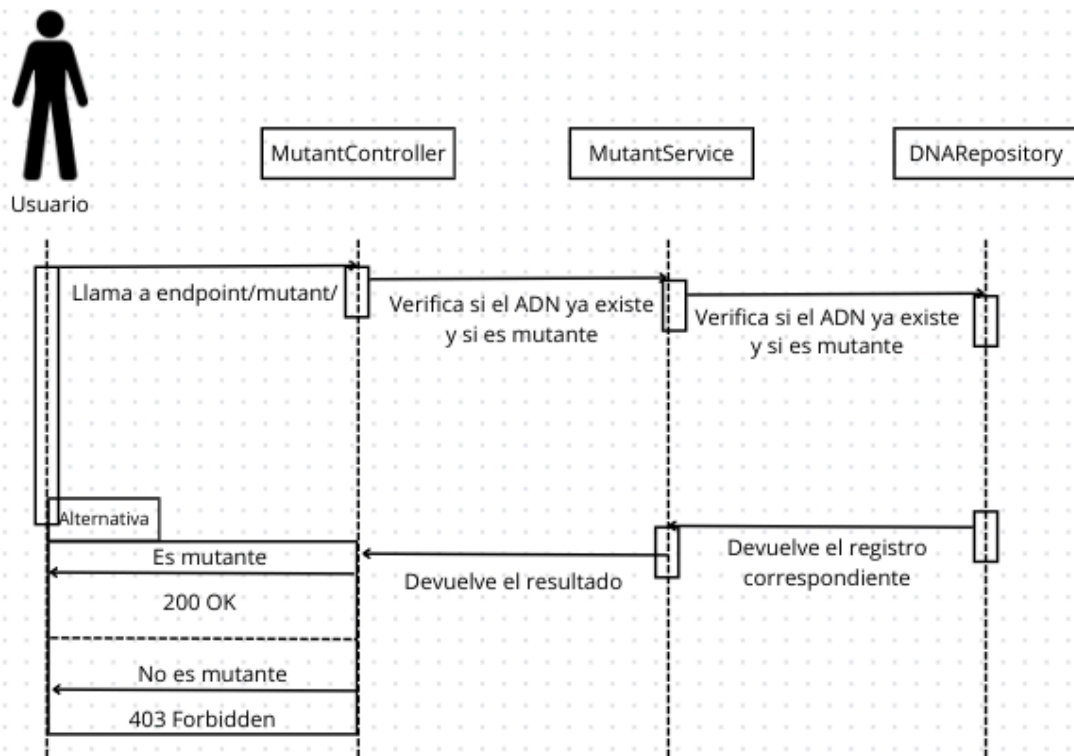 MutantController
MutantService
DNARepository
Usuario
Llama a endpoint/mutant/
Verifica si el ADN ya existe
y si es mutante
Verifica si el ADN ya existe
y si es mutante
Alternativa
Es mutante
200 OK
Devuelve el resultado
Devuelve el registro
correspondiente
No es mutante
403 Forbidden